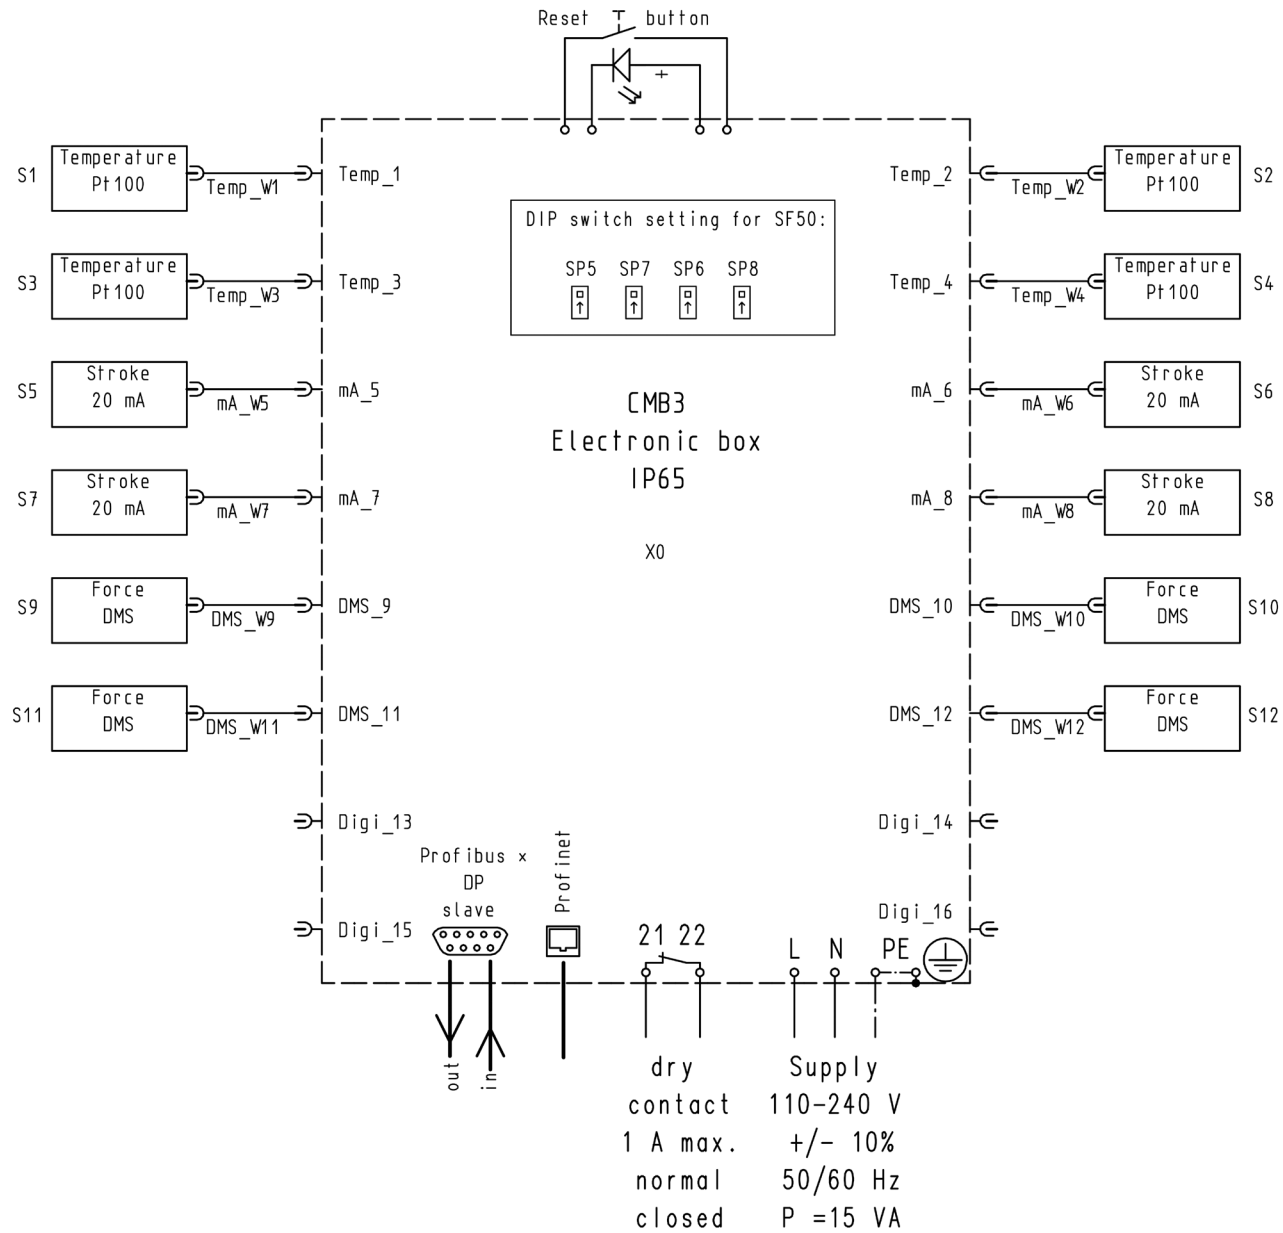 Reset button
S1
Temperature
Pt100
Temp_W1
Temp_1
Temp_2
Temp_W2
Temperature
Pt100
S2
DIP switch setting for SF50:
SP5 SP7 SP6 SP8
S3
Temperature
Pt100
Temp_W3
Temp_3
Temp_4
Temp_W4
Temperature
Pt100
S4
S5
Stroke
20 mA
mA_W5
mA_5
mA_6
mA_W6
Stroke
20 mA
S6
CMB3
Electronic box
IP65
S7
Stroke
20 mA
mA_W7
mA_7
mA_8
mA_W8
Stroke
20 mA
S8
X0
S9
Force
DMS
DMS_W9
DMS_9
DMS_10
DMS_W10
Force
DMS
S10
S11
Force
DMS
DMS_W11
DMS_11
DMS_12
DMS_W12
Force
DMS
S12
Digi_13
Digi_14
Profibus ×
DP
slave
Profinet
Digi_15
Digi_16
21 22
L N PE
out
in
dry
contact
1 A max.
normal
closed
Supply
110-240 V
+/- 10%
50/60 Hz
P =15 VA